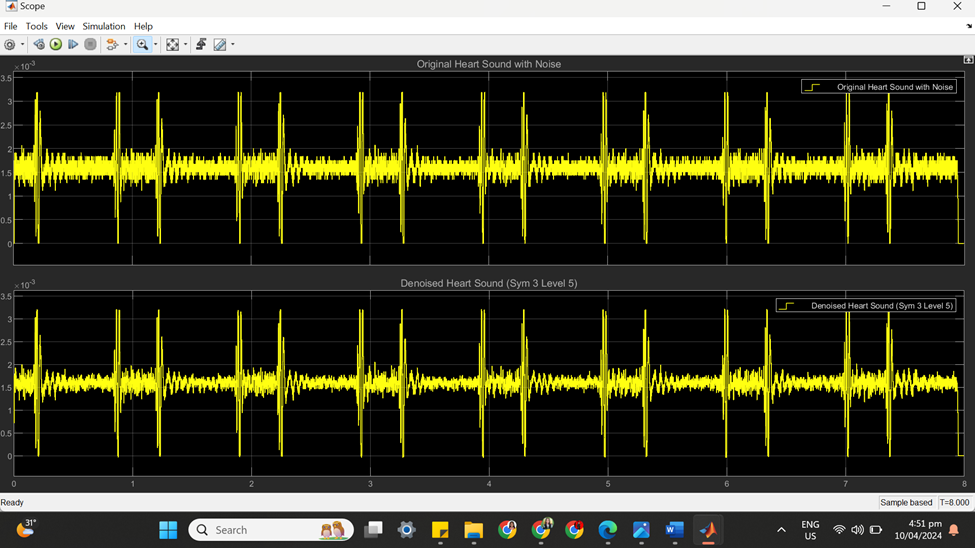 Scope
File Tools View Simulation Help
×10⁻³
Original Heart Sound with Noise
3.5
Original Heart Sound with Noise
3
2.5
2
1.5
1
0.5
0
×10⁻³
Denoised Heart Sound (Sym 3 Level 5)
3.5
Denoised Heart Sound (Sym 3 Level 5)
3
2.5
2
1.5
1
0.5
0
0 1 2 3 4 5 6 7 8
Ready Sample based T=8.000
31°
Search
ENG
US
4:51 pm
10/04/2024